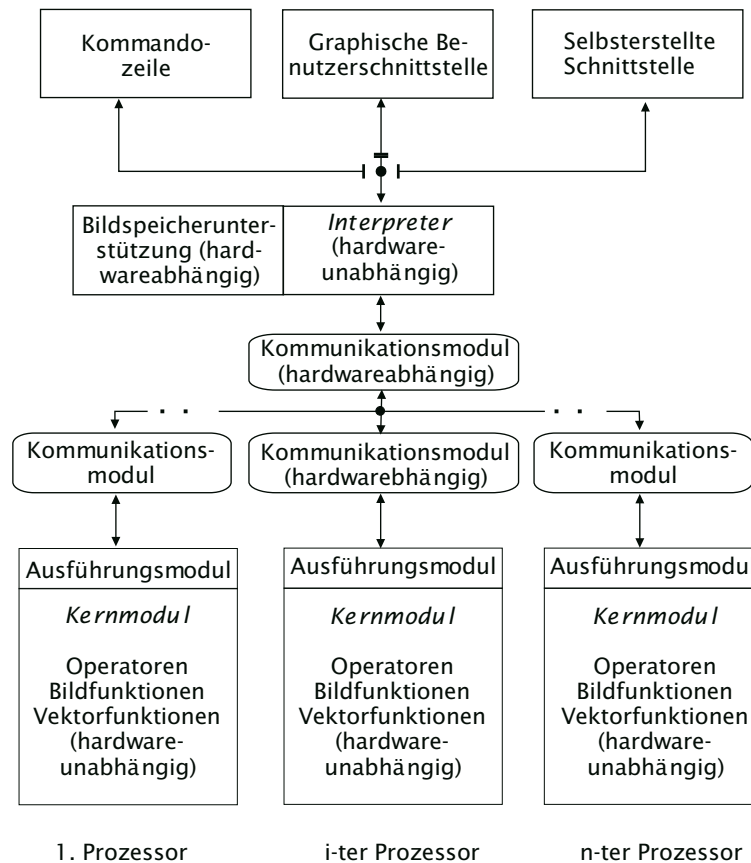 Kommando-
zeile
Graphische Be-
nutzerschnittstelle
Selbsterstellte
Schnittstelle
Bildspeicherunter-
stützung (hard-
wareabhängig)
Interpreter
(hardware-
unabhängig)
Kommunikationsmodul
(hardwareabhängig)
Kommunikations-
modul
Kommunikationsmodul
(hardwarebhängig)
Kommunikations-
modul
Ausführungsmodul
Kernmodul
Operatoren
Bildfunktionen
Vektorfunktionen
(hardware-
unabhängig)
Ausführungsmodul
Kernmodul
Operatoren
Bildfunktionen
Vektorfunktionen
(hardware-
unabhängig)
Ausführungsmodu
Kernmodul
Operatoren
Bildfunktionen
Vektorfunktionen
(hardware-
unabhängig)
1. Prozessor
i-ter Prozessor
n-ter Prozessor